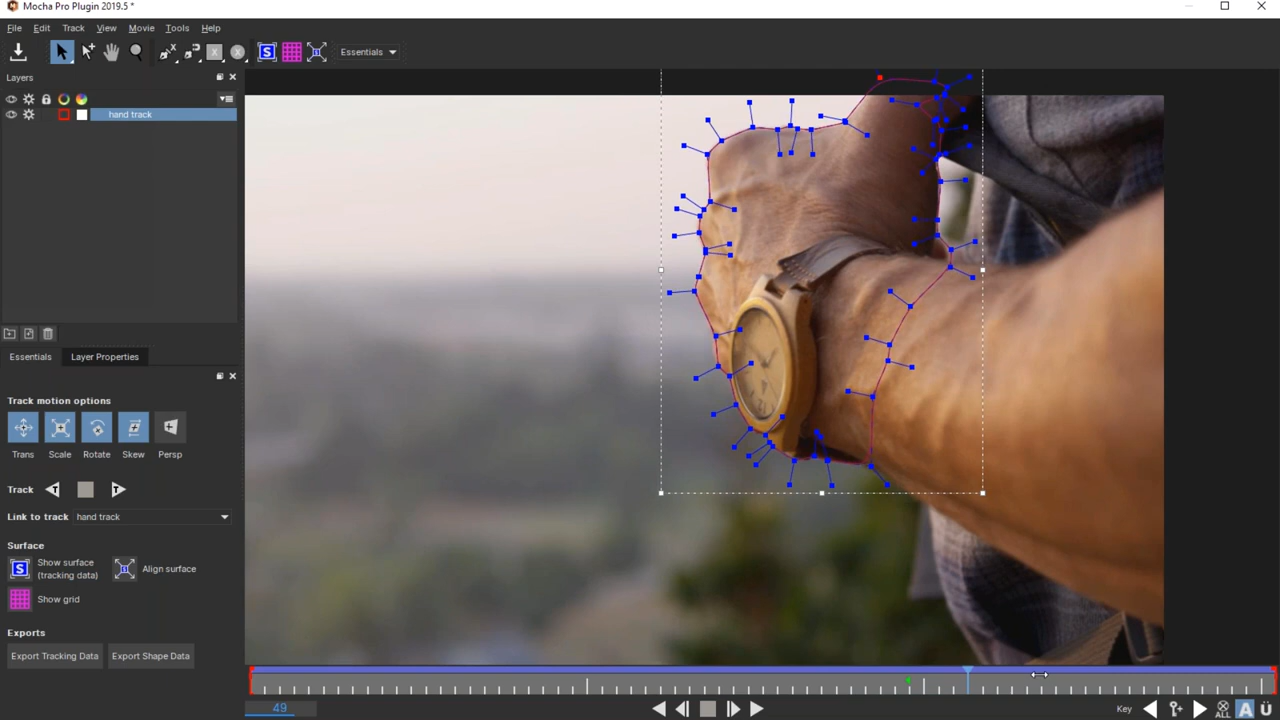 Mocha Pro Plugin 2019.5 *
File Edit Track View Movie Tools Help
S Essentials
Layers
hand track
Essentials Layer Properties
Track motion options
Trans Scale Rotate Skew Persp
Track T T
Link to track hand track
Surface
S Show surface
(tracking data) Align surface
Show grid
Exports
Export Tracking Data Export Shape Data
49 Key ALL A Ü